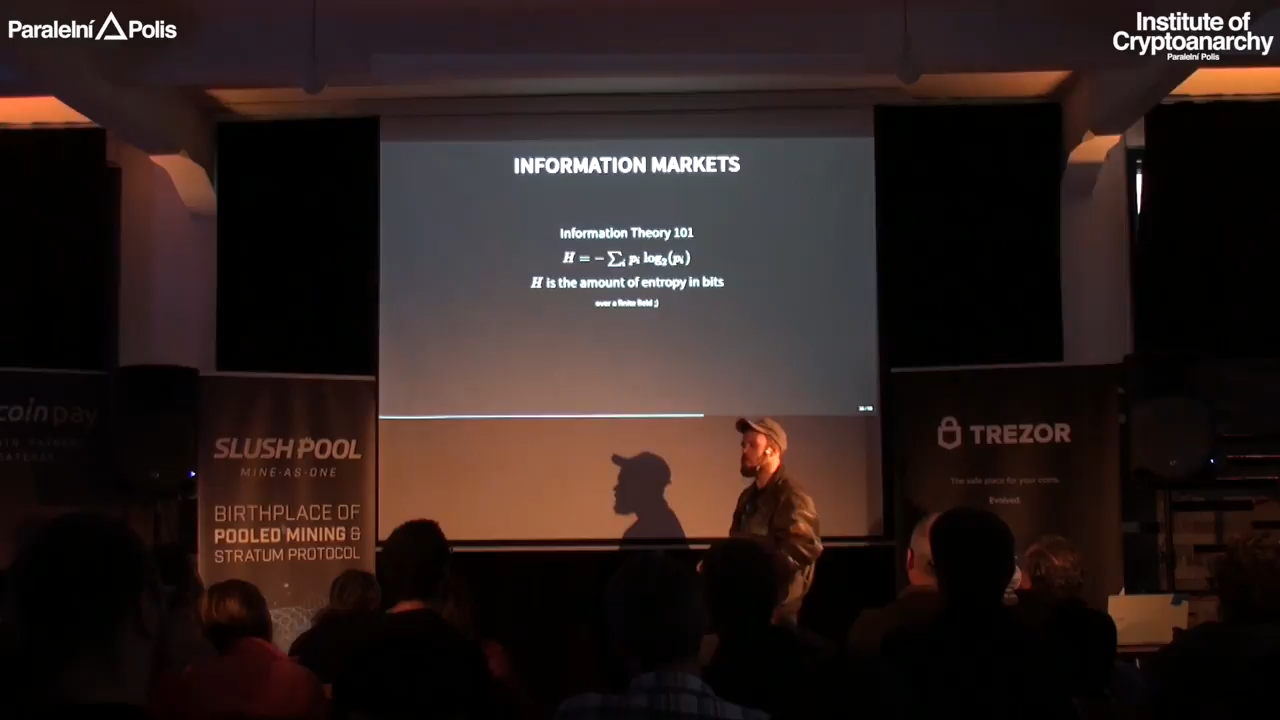 Paralelní Polis
Institute of
Cryptoanarchy
Paralelní Polis
INFORMATION MARKETS
Information Theory 101
H = −∑ᵢ pᵢ log₂(pᵢ)
H is the amount of entropy in bits
over a finite field ;)
coinpay
SLUSH POOL
MINE-AS-ONE
BIRTHPLACE OF
POOLED MINING &
STRATUM PROTOCOL
TREZOR
The safe place for your coins.
Evolved.